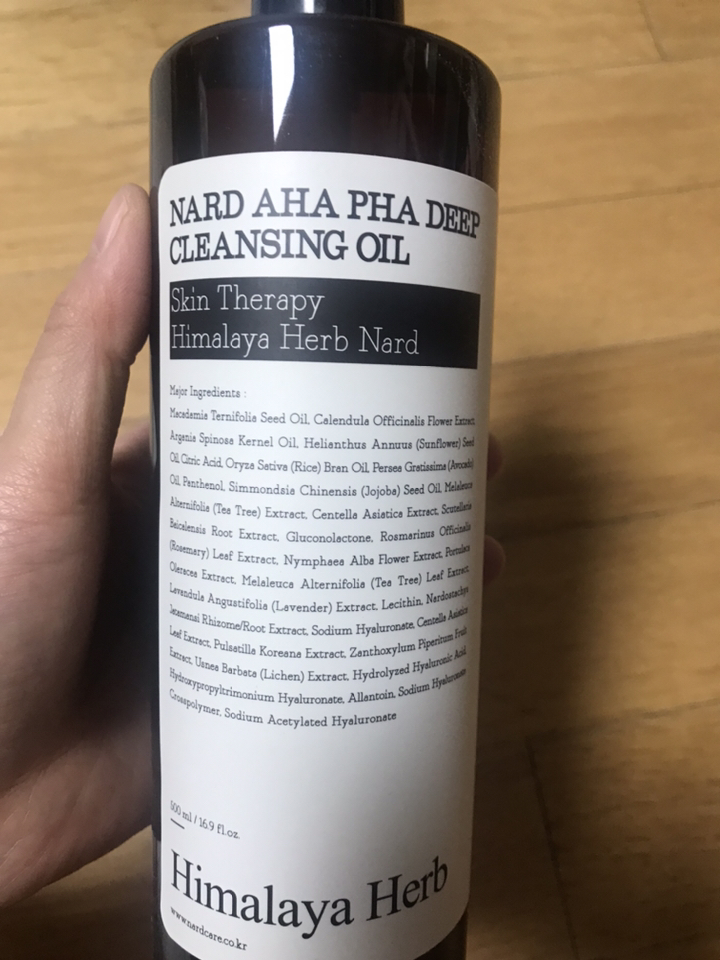 NARD AHA PHA DEEP
CLEANSING OIL
Skin Therapy
Himalaya Herb Nard
Major Ingredients :
Macadamia Ternifolia Seed Oil, Calendula Officinalis Flower Extract,
Argania Spinosa Kernel Oil, Helianthus Annuus (Sunflower) Seed
Oil, Citric Acid, Oryza Sativa (Rice) Bran Oil, Persea Gratissima (Avocado)
Oil, Panthenol, Simmondsia Chinensis (Jojoba) Seed Oil, Melaleuca
Alternifolia (Tea Tree) Extract, Centella Asiatica Extract, Scutellaria
Baicalensis Root Extract, Gluconolactone, Rosmarinus Officinalis
(Rosemary) Leaf Extract, Nymphaea Alba Flower Extract, Portulaca
Oleracea Extract, Melaleuca Alternifolia (Tea Tree) Leaf Extract,
Lavandula Angustifolia (Lavender) Extract, Lecithin, Nardostachys
Jatamansi Rhizome/Root Extract, Sodium Hyaluronate, Centella Asiatica
Leaf Extract, Pulsatilla Koreana Extract, Zanthoxylum Piperitum Fruit
Extract, Usnea Barbata (Lichen) Extract, Hydrolyzed Hyaluronic Acid,
Hydroxypropyltrimonium Hyaluronate, Allantoin, Sodium Hyaluronate
Crosspolymer, Sodium Acetylated Hyaluronate
500 ml / 16.9 fl.oz.
Himalaya Herb
www.nardcare.co.kr